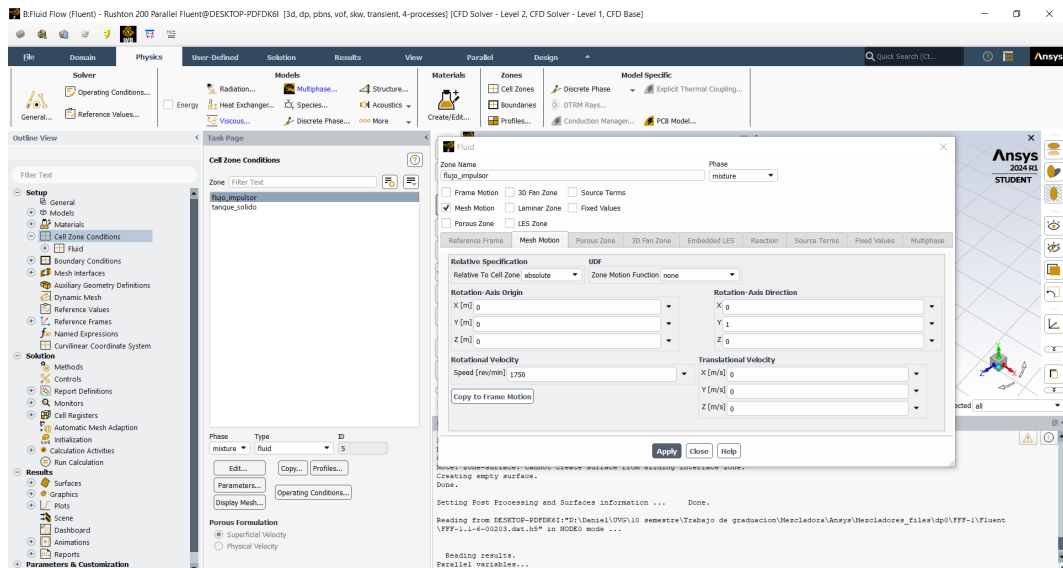 B:Fluid Flow (Fluent) - Rushton 200 Parallel Fluent@DESKTOP-PDFDK6I [3d, dp, pbns, vof, skw, transient, 4-processes] [CFD Solver - Level 2, CFD Solver - Level 1, CFD Base]
WB
File Domain Physics User-Defined Solution Results View Parallel Design Quick Search (Ct... Ansys
Solver Models Materials Zones Model Specific
Operating Conditions... Radiation... Multiphase... Structure... Cell Zones Discrete Phase Explicit Thermal Coupling...
Energy Heat Exchanger... Species... Acoustics Boundaries DTRM Rays...
General... Reference Values... Viscous... Discrete Phase... More Create/Edit... Profiles... Conduction Manager... PCB Model...
Outline View
Filter Text
Setup
General
Models
Materials
Cell Zone Conditions
Fluid
Boundary Conditions
Mesh Interfaces
Auxiliary Geometry Definitions
Dynamic Mesh
Reference Values
Reference Frames
Named Expressions
Curvilinear Coordinate System
Solution
Methods
Controls
Report Definitions
Monitors
Cell Registers
Automatic Mesh Adaption
Initialization
Calculation Activities
Run Calculation
Results
Surfaces
Graphics
Plots
Scene
Dashboard
Animations
Reports
Parameters & Customization
Task Page
Cell Zone Conditions
Zone Filter Text
flujo_impulsor
tanque_solido
Phase Type ID
mixture fluid 5
Edit... Copy... Profiles...
Parameters... Operating Conditions...
Display Mesh...
Porous Formulation
Superficial Velocity
Physical Velocity
Fluid
Zone Name Phase
flujo_impulsor mixture
Frame Motion 3D Fan Zone Source Terms
Mesh Motion Laminar Zone Fixed Values
Porous Zone LES Zone
Reference Frame Mesh Motion Porous Zone 3D Fan Zone Embedded LES Reaction Source Terms Fixed Values Multiphase
Relative Specification UDF
Relative To Cell Zone absolute Zone Motion Function none
Rotation-Axis Origin Rotation-Axis Direction
X [m] 0 X 0
Y [m] 0 Y 1
Z [m] 0 Z 0
Rotational Velocity Translational Velocity
Speed [rev/min] 1750 X [m/s] 0
Copy to Frame Motion Y [m/s] 0
Z [m/s] 0
Apply Close Help
Ansys
2024 R1
STUDENT
Y
Z X
all
Note: zone-surface: cannot create surface from sliding interface zone.
Creating empty surface.
Done.
Setting Post Processing and Surfaces information ... Done.
Reading from DESKTOP-PDFDK6I:"D:\Daniel\UVG\10 semestre\Trabajo de graduacion\Mezcladora\Ansys\Mezcladores_files\dp0\FFF-1\Fluent
\FFF-1.1-6-00203.dat.h5" in NODE0 mode ...
Reading results.
Parallel variables...